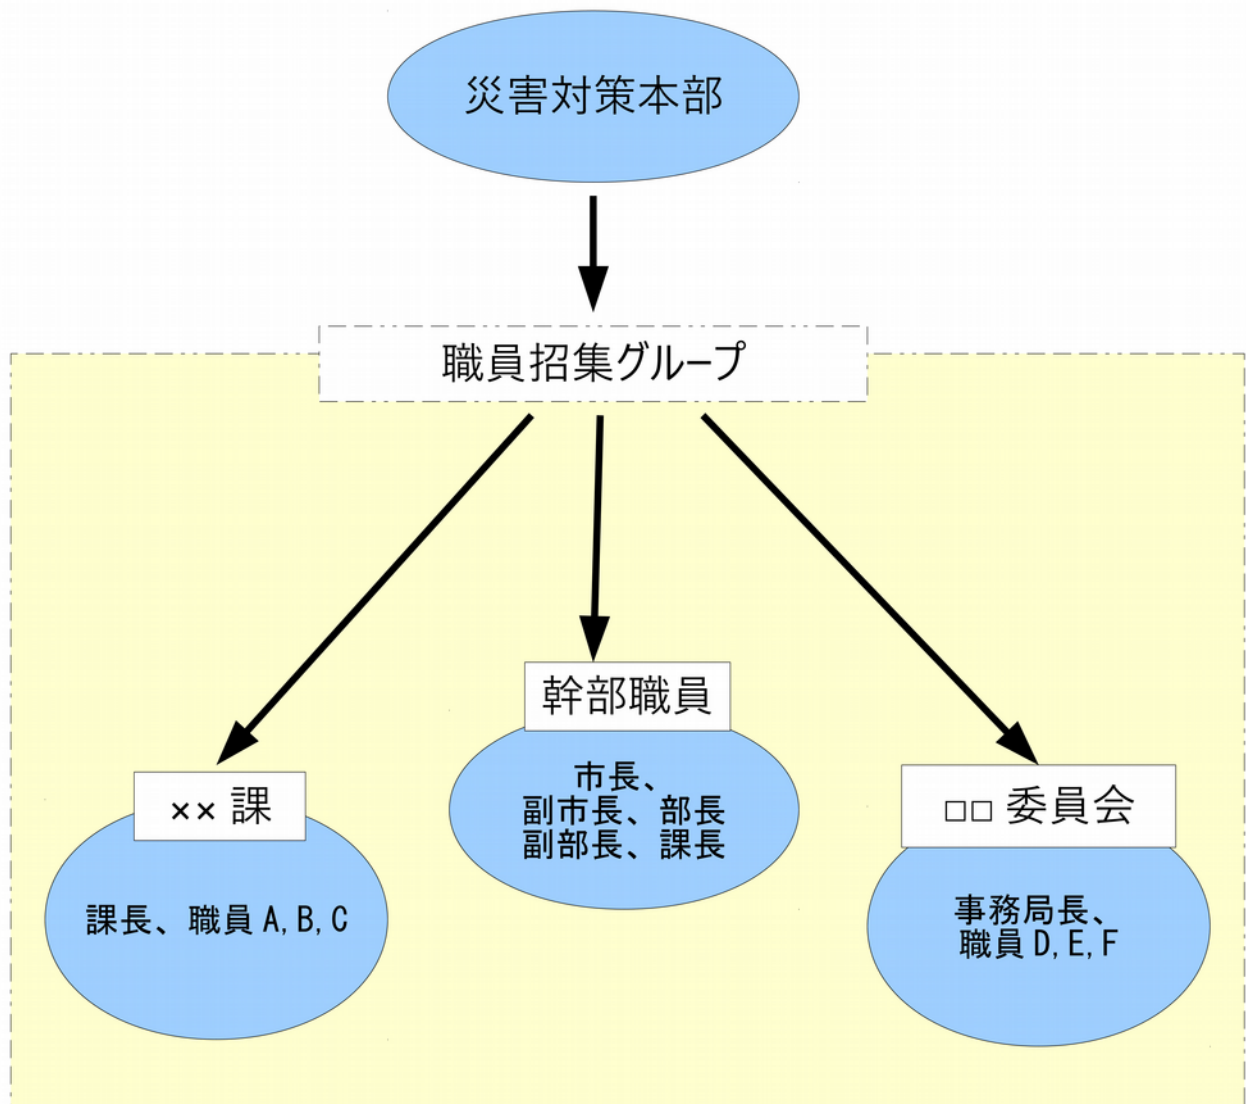 災害対策本部
職員招集グループ
幹部職員
市長、
副市長、部長
副部長、課長
×× 課
課長、職員 A, B, C
□□ 委員会
事務局長、
職員 D, E, F